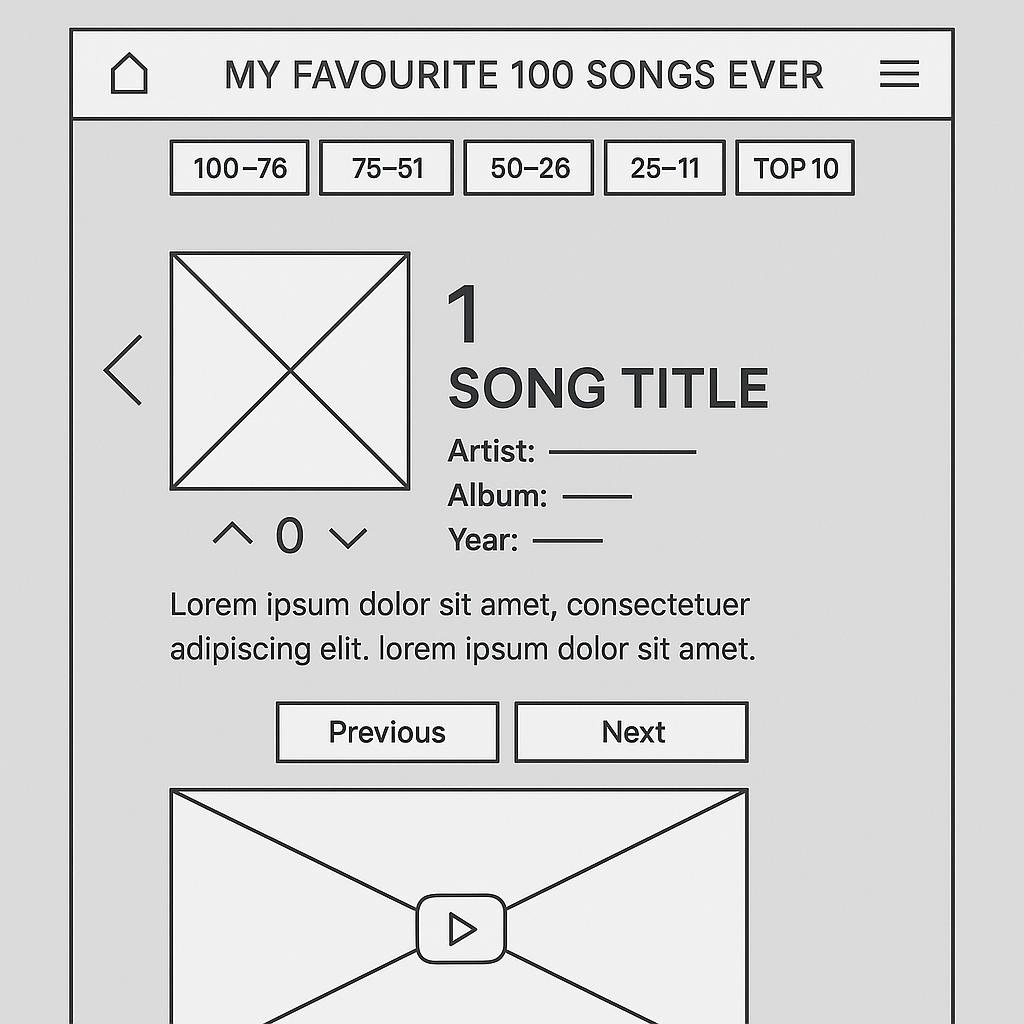 MY FAVOURITE 100 SONGS EVER
100–76 75–51 50–26 25–11 TOP 10
1
SONG TITLE
Artist:
Album:
Year:
0
Lorem ipsum dolor sit amet, consectetuer
adipiscing elit. lorem ipsum dolor sit amet.
Previous Next